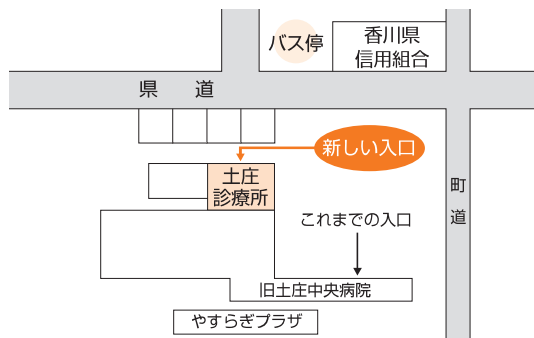 バス停
香川県
信用組合
県道
新しい入口
土庄
診療所
町道
これまでの入口
旧土庄中央病院
やすらぎプラザ